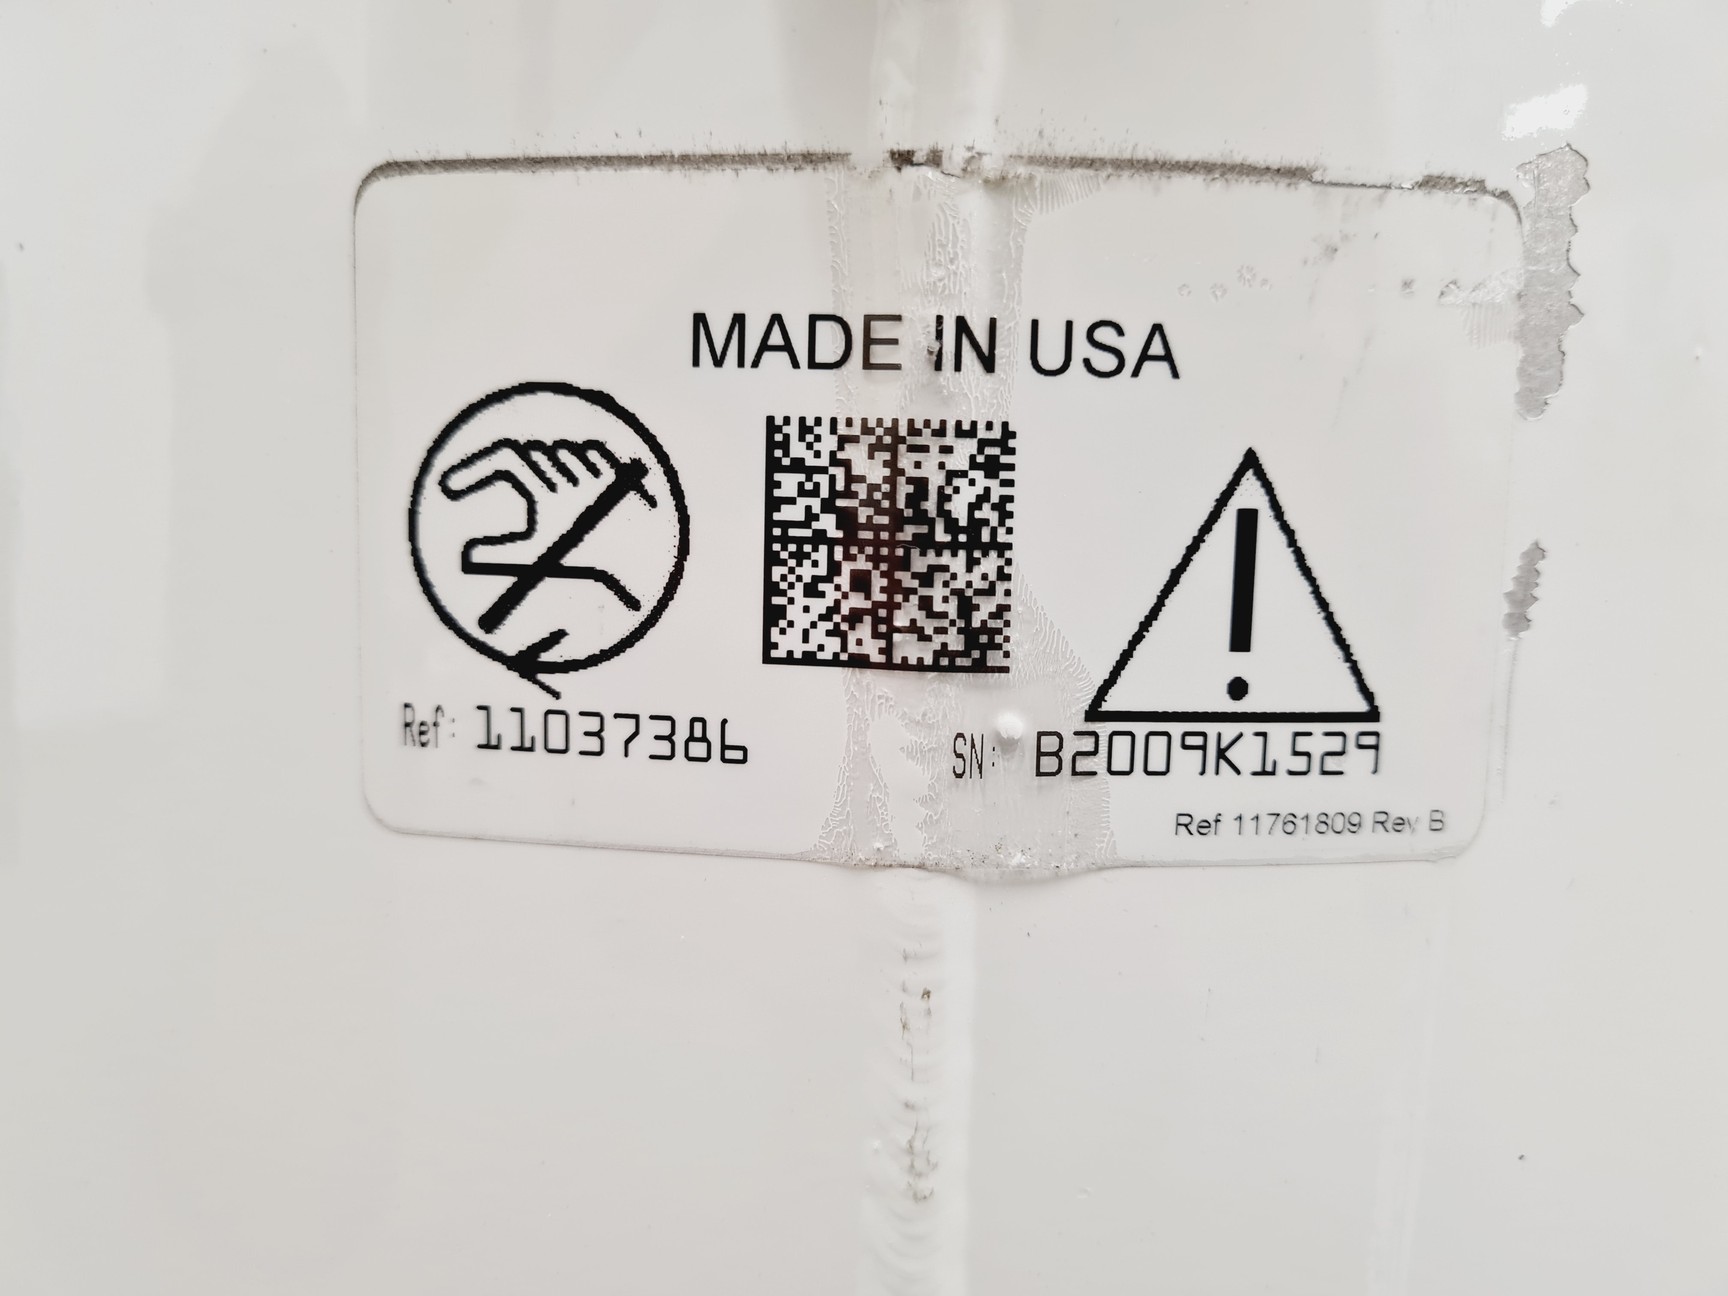 MADE IN USA
Ref: 11037386
SN: B2009K1529
Ref 11761809 Rev B